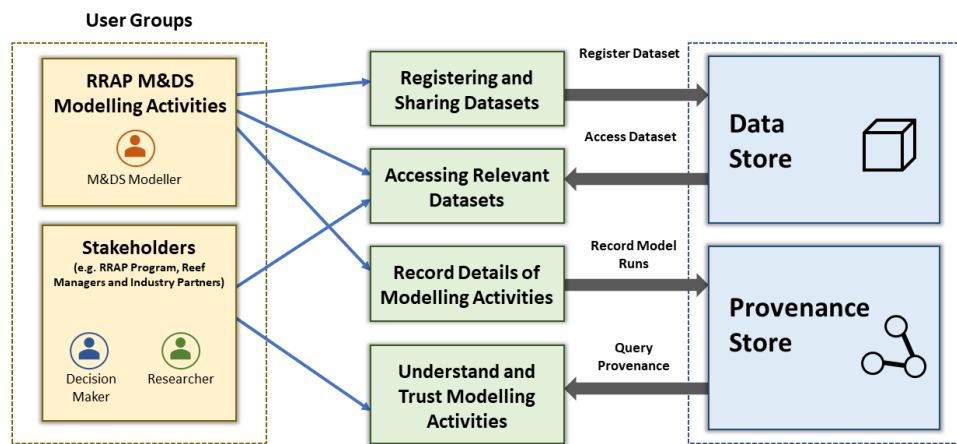 User Groups
RRAP M&DS
Modelling Activities
M&DS Modeller
Stakeholders
(e.g. RRAP Program, Reef
Managers and Industry Partners)
Decision
Maker
Researcher
Registering and
Sharing Datasets
Accessing Relevant
Datasets
Record Details of
Modelling Activities
Understand and
Trust Modelling
Activities
Register Dataset
Access Dataset
Record Model
Runs
Query
Provenance
Data
Store
Provenance
Store